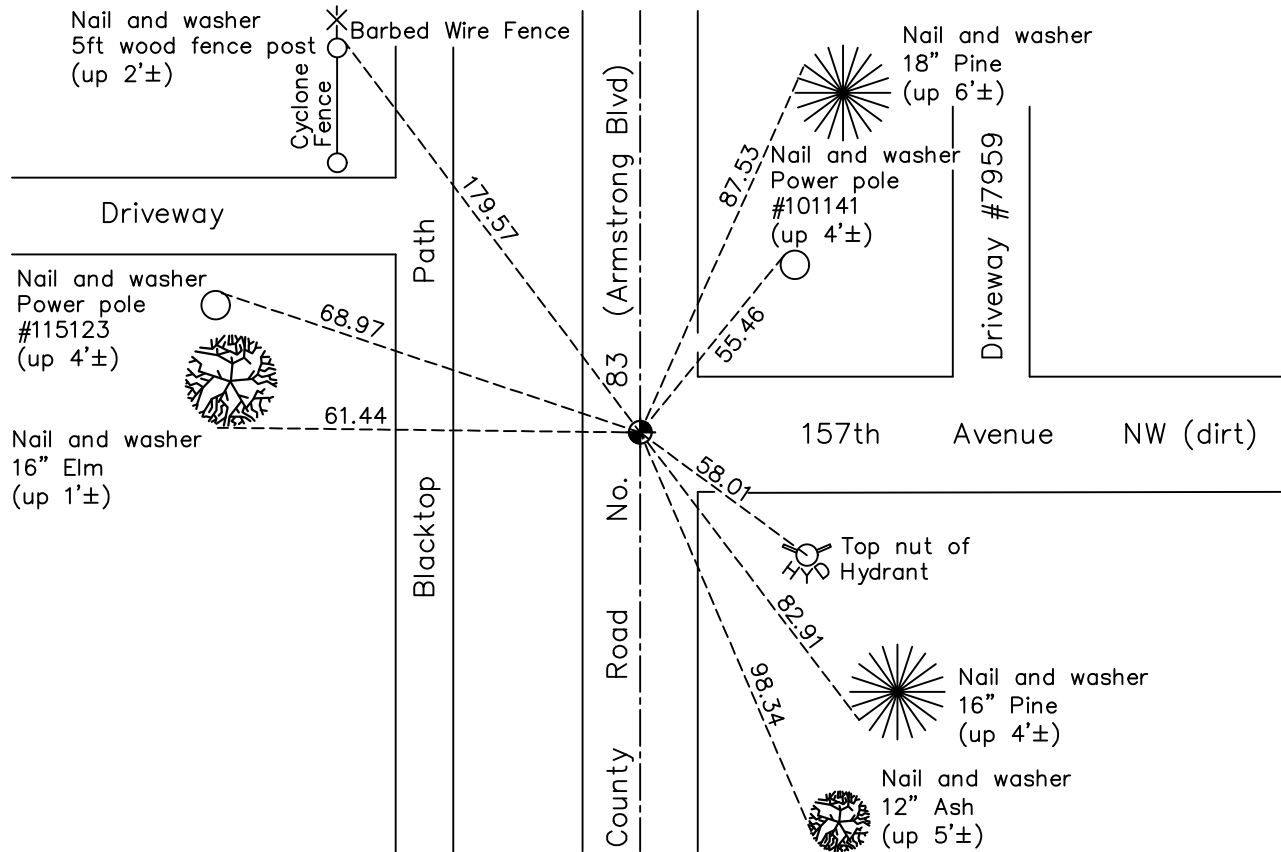 Nail and washer
5ft wood fence post
(up 2'±)
Barbed Wire Fence
Cyclone
Fence
Driveway
Nail and washer
Power pole
#115123
(up 4'±)
Nail and washer
16" Elm
(up 1'±)
Blacktop Path
County Road No. 83 (Armstrong Blvd)
179.57
68.97
61.44
87.53
55.46
58.01
82.91
98.34
Nail and washer
18" Pine
(up 6'±)
Nail and washer
Power pole
#101141
(up 4'±)
Driveway #7959
157th Avenue NW (dirt)
HYD
Top nut of
Hydrant
Nail and washer
16" Pine
(up 4'±)
Nail and washer
12" Ash
(up 5'±)